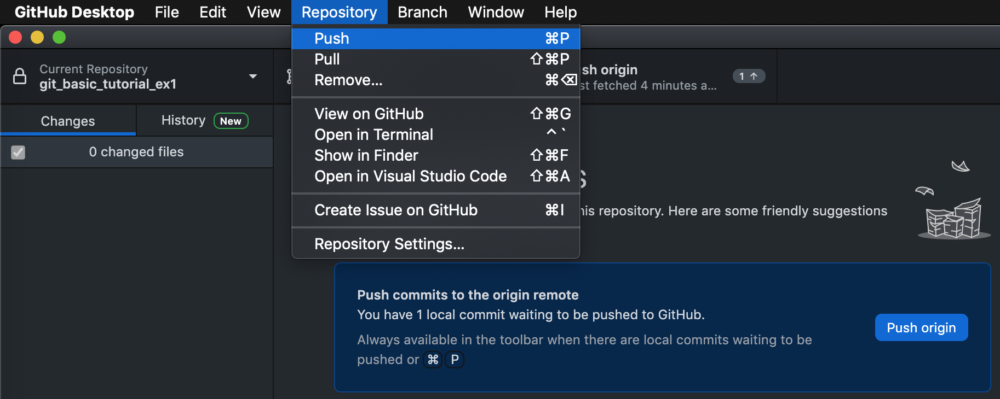 GitHub Desktop File Edit View Repository Branch Window Help
Push ⌘P
Pull ⇧⌘P
Remove... ⌘⌫
View on GitHub ⇧⌘G
Open in Terminal ^ `
Show in Finder ⇧⌘F
Open in Visual Studio Code ⇧⌘A
Create Issue on GitHub ⌘I
Repository Settings...
Current Repository
git_basic_tutorial_ex1
sh origin
st fetched 4 minutes a...
1 ↑
Changes
History New
0 changed files
s
his repository. Here are some friendly suggestions
Push commits to the origin remote
You have 1 local commit waiting to be pushed to GitHub.
Always available in the toolbar when there are local commits waiting to be
pushed or ⌘ P
Push origin